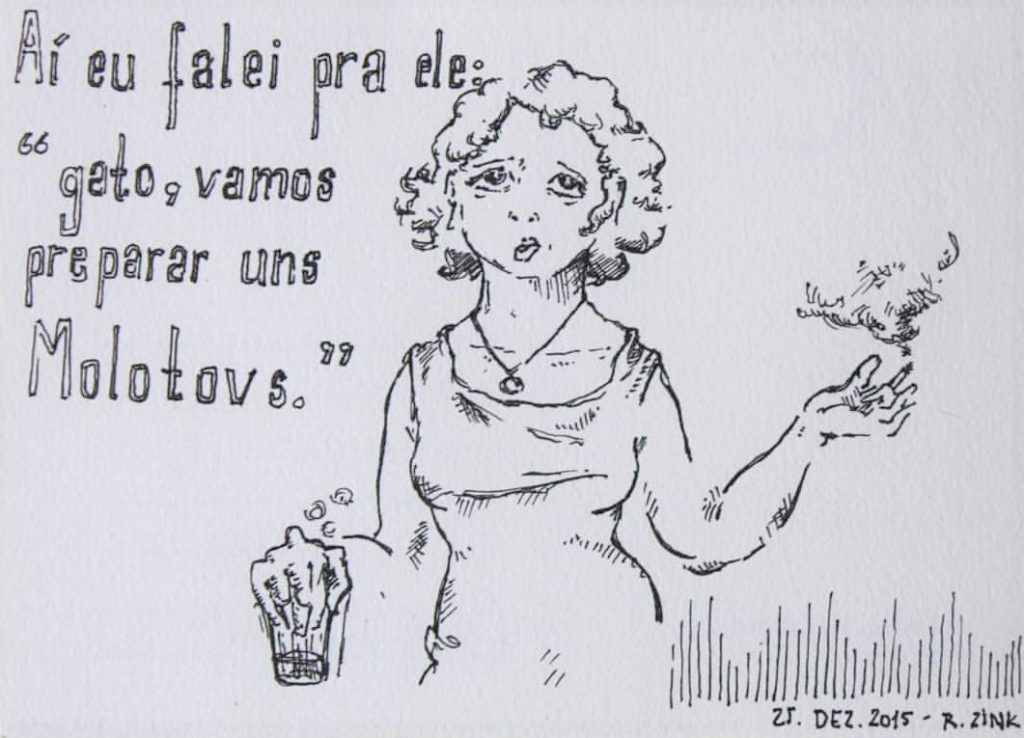 Aí eu falei pra ele:
“gato, vamos
preparar uns
Molotovs.”
25. DEZ. 2015 - R. ZINK